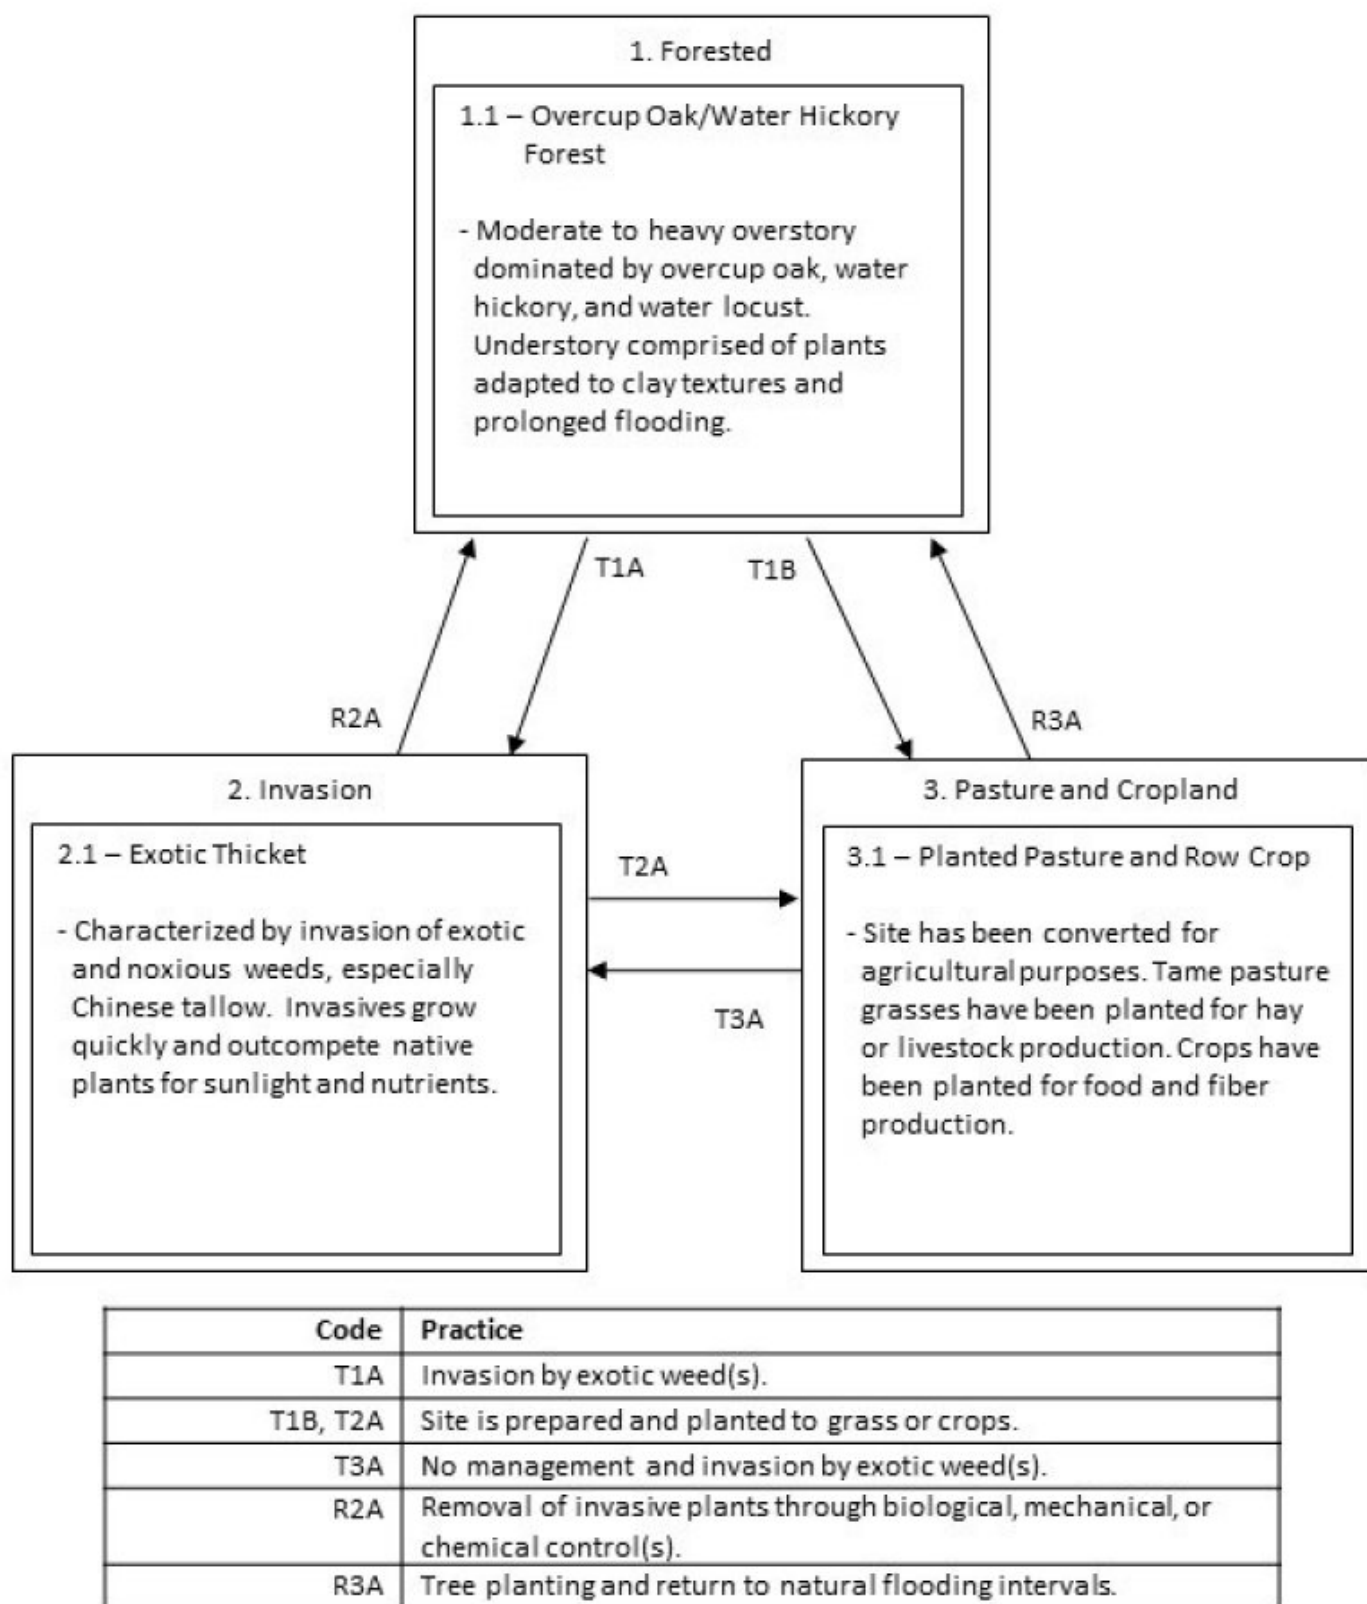 1. Forested
1.1 – Overcup Oak/Water Hickory
Forest
- Moderate to heavy overstory
dominated by overcup oak, water
hickory, and water locust.
Understory comprised of plants
adapted to clay textures and
prolonged flooding.
T1A
T1B
R2A
R3A
2. Invasion
2.1 – Exotic Thicket
- Characterized by invasion of exotic
and noxious weeds, especially
Chinese tallow. Invasives grow
quickly and outcompete native
plants for sunlight and nutrients.
T2A
T3A
3. Pasture and Cropland
3.1 – Planted Pasture and Row Crop
- Site has been converted for
agricultural purposes. Tame pasture
grasses have been planted for hay
or livestock production. Crops have
been planted for food and fiber
production.
Code Practice
T1A Invasion by exotic weed(s).
T1B, T2A Site is prepared and planted to grass or crops.
T3A No management and invasion by exotic weed(s).
R2A Removal of invasive plants through biological, mechanical, or
chemical control(s).
R3A Tree planting and return to natural flooding intervals.